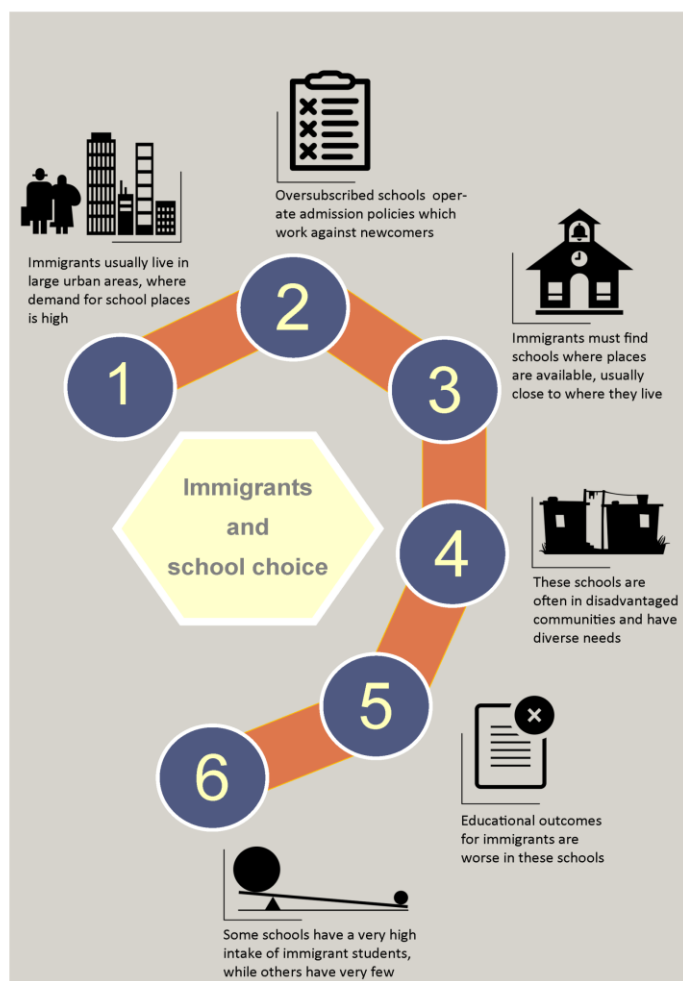 Oversubscribed schools oper-
ate admission policies which
work against newcomers
Immigrants usually live in
large urban areas, where
demand for school places
is high
Immigrants must find
schools where places
are available, usually
close to where they live
1
2
3
Immigrants
and
school choice
4
These schools are
often in disadvantaged
communities and have
diverse needs
5
6
Educational outcomes
for immigrants are
worse in these schools
Some schools have a very high
intake of immigrant students,
while others have very few